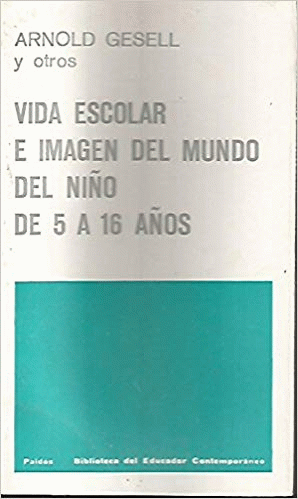 ARNOLD GESELL
y otros
VIDA ESCOLAR
E IMAGEN DEL MUNDO
DEL NIÑO
DE 5 A 16 AÑOS
Paidós Biblioteca del Educador Contemporáneo